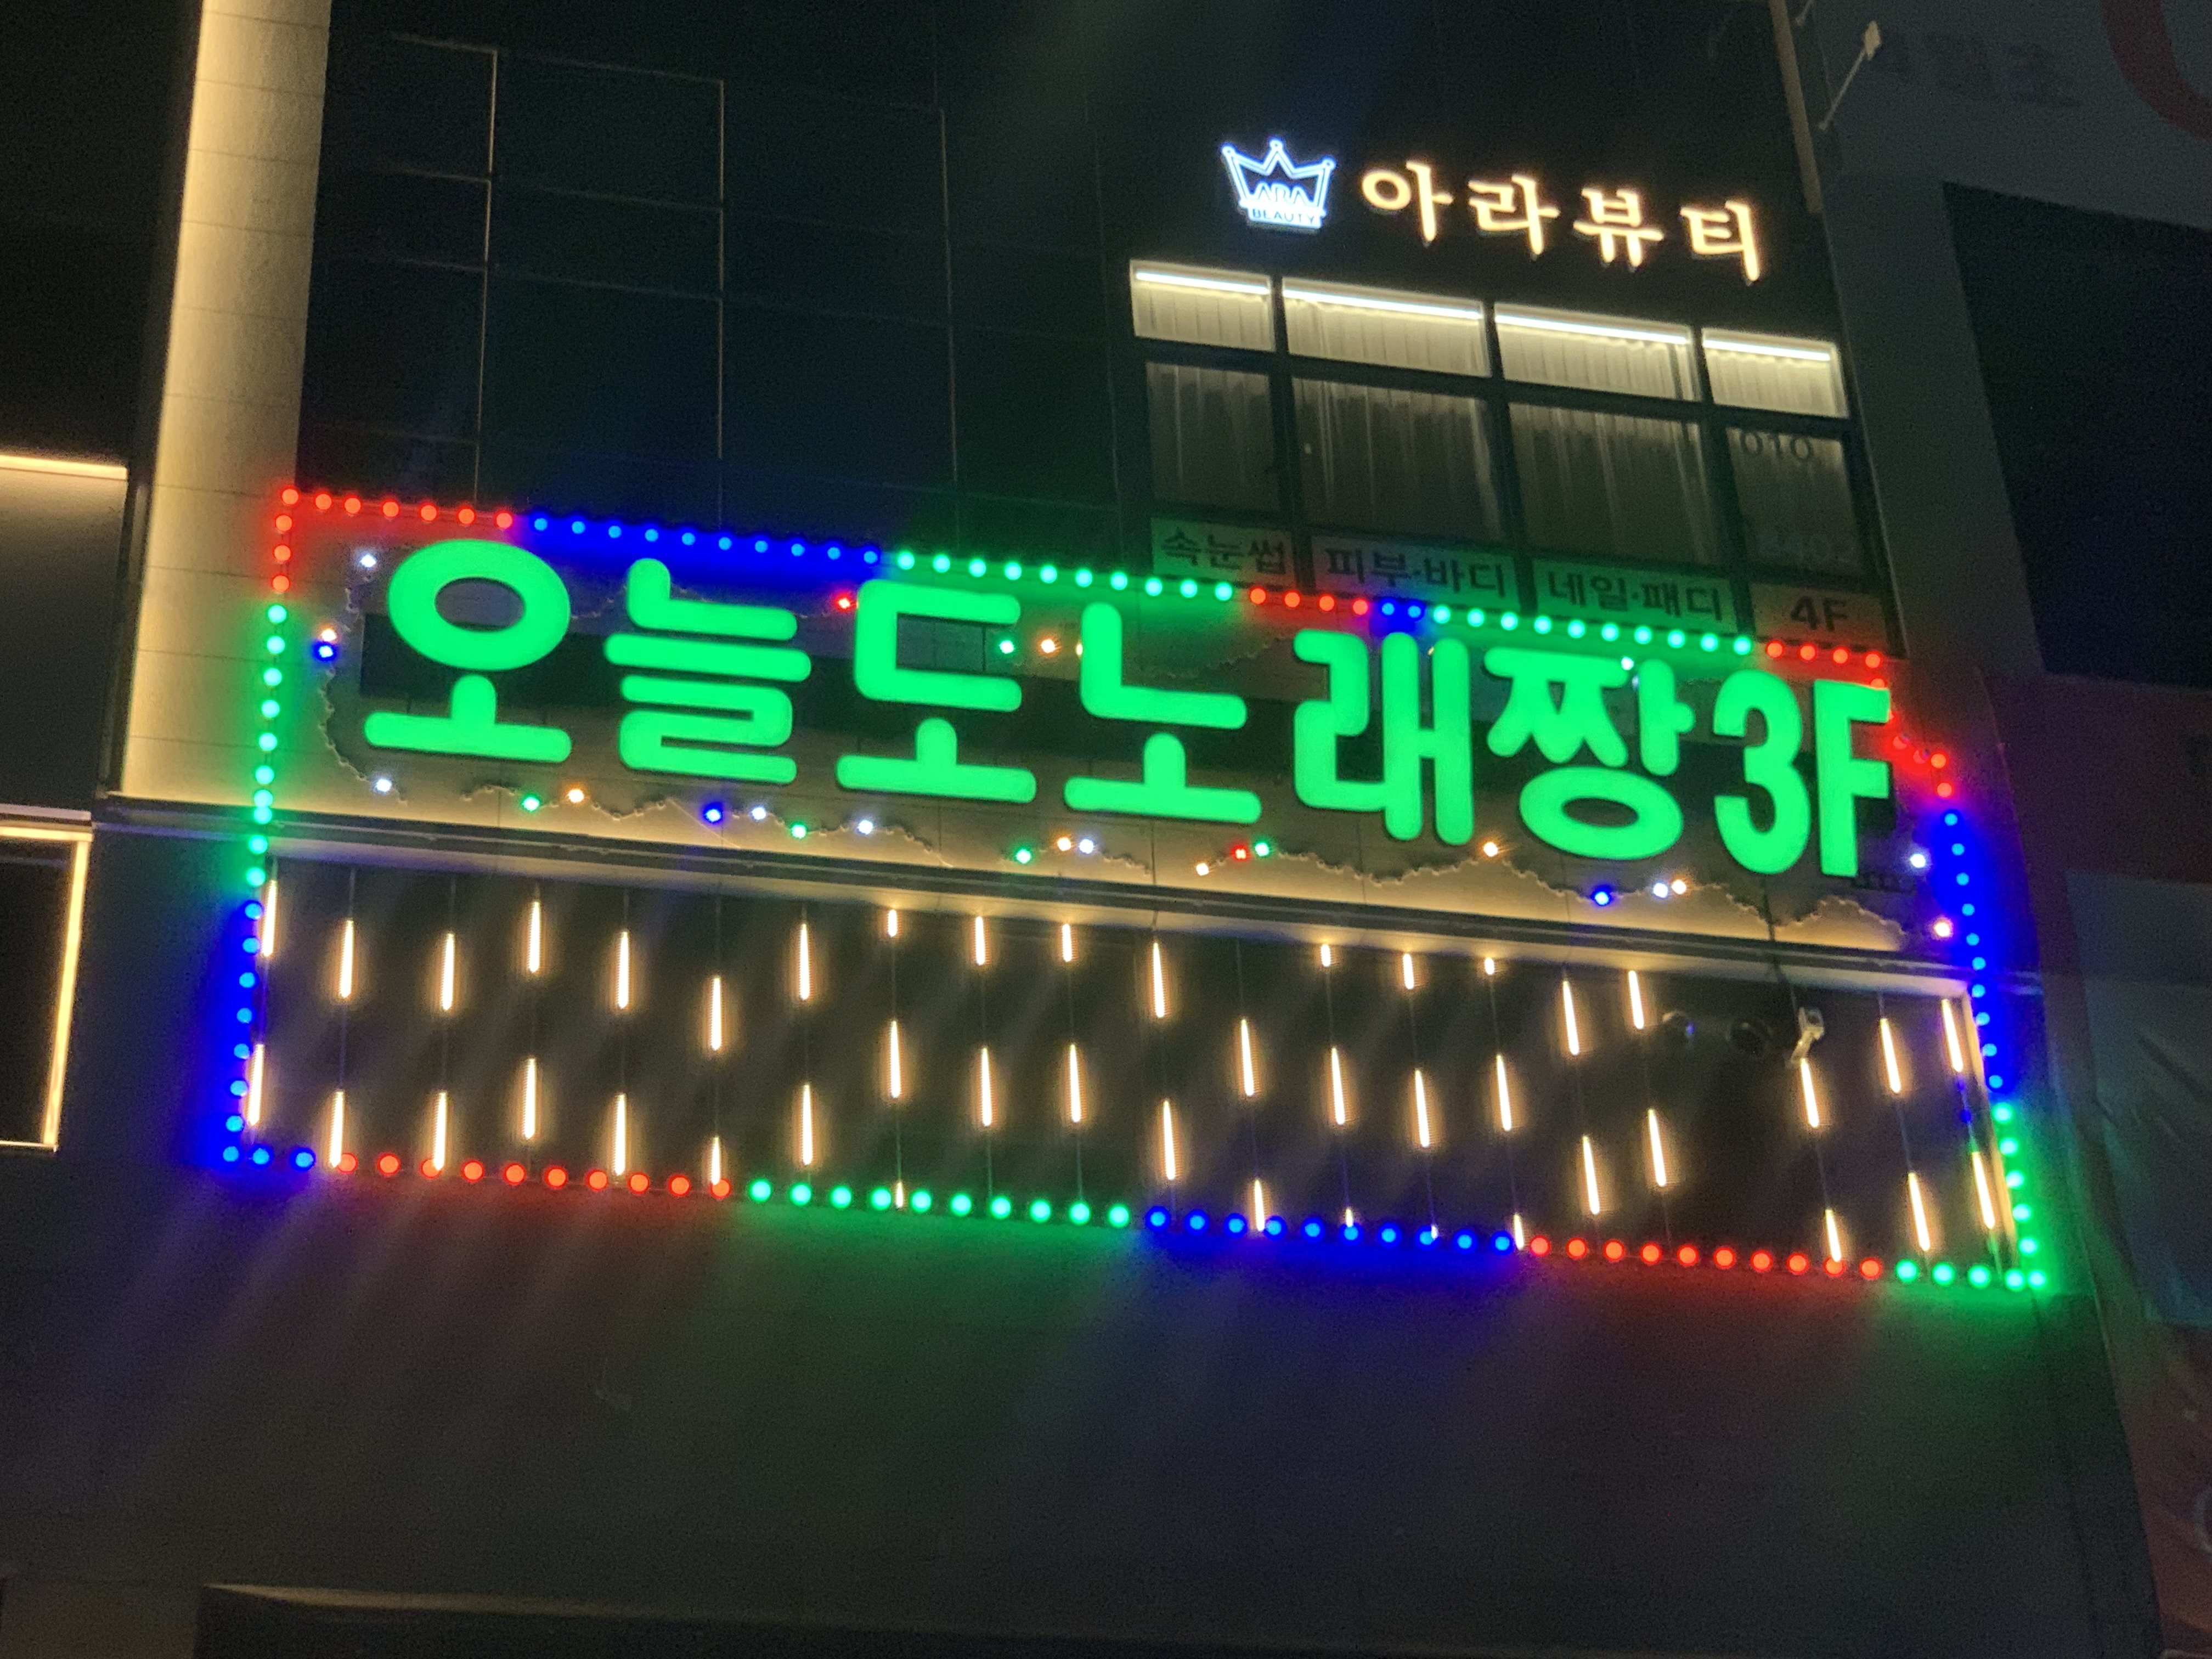 ARA
BEAUTY
아라뷰티
010
속눈썹 피부·바디 네일·패디 4F
오늘도노래짱3F